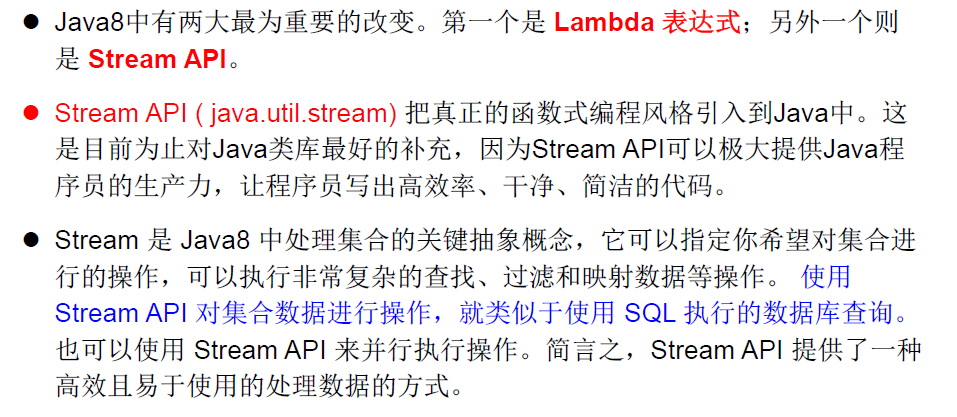 ● Java8中有两大最为重要的改变。第一个是 Lambda 表达式；另外一个则
是 Stream API。
● Stream API ( java.util.stream) 把真正的函数式编程风格引入到Java中。这
是目前为止对Java类库最好的补充，因为Stream API可以极大提供Java程
序员的生产力，让程序员写出高效率、干净、简洁的代码。
● Stream 是 Java8 中处理集合的关键抽象概念，它可以指定你希望对集合进
行的操作，可以执行非常复杂的查找、过滤和映射数据等操作。 使用
Stream API 对集合数据进行操作，就类似于使用 SQL 执行的数据库查询。
也可以使用 Stream API 来并行执行操作。简言之，Stream API 提供了一种
高效且易于使用的处理数据的方式。